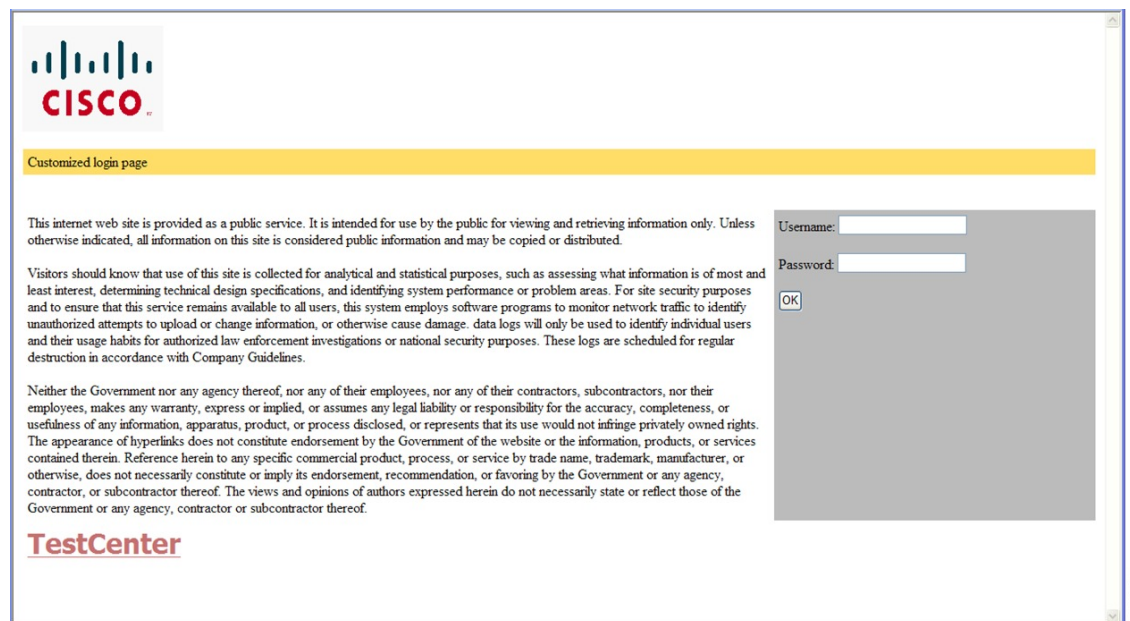 CISCO
Customized login page
This internet web site is provided as a public service. It is intended for use by the public for viewing and retrieving information only. Unless
otherwise indicated, all information on this site is considered public information and may be copied or distributed.
Username:
Visitors should know that use of this site is collected for analytical and statistical purposes, such as assessing what information is of most and
least interest, determining technical design specifications, and identifying system performance or problem areas. For site security purposes
and to ensure that this service remains available to all users, this system employs software programs to monitor network traffic to identify
unauthorized attempts to upload or change information, or otherwise cause damage. data logs will only be used to identify individual users
and their usage habits for authorized law enforcement investigations or national security purposes. These logs are scheduled for regular
destruction in accordance with Company Guidelines.
Password:
OK
Neither the Government nor any agency thereof, nor any of their employees, nor any of their contractors, subcontractors, nor their
employees, makes any warranty, express or implied, or assumes any legal liability or responsibility for the accuracy, completeness, or
usefulness of any information, apparatus, product, or process disclosed, or represents that its use would not infringe privately owned rights.
The appearance of hyperlinks does not constitute endorsement by the Government of the website or the information, products, or services
contained therein. Reference herein to any specific commercial product, process, or service by trade name, trademark, manufacturer, or
otherwise, does not necessarily constitute or imply its endorsement, recommendation, or favoring by the Government or any agency,
contractor, or subcontractor thereof. The views and opinions of authors expressed herein do not necessarily state or reflect those of the
Government or any agency, contractor or subcontractor thereof.
TestCenter